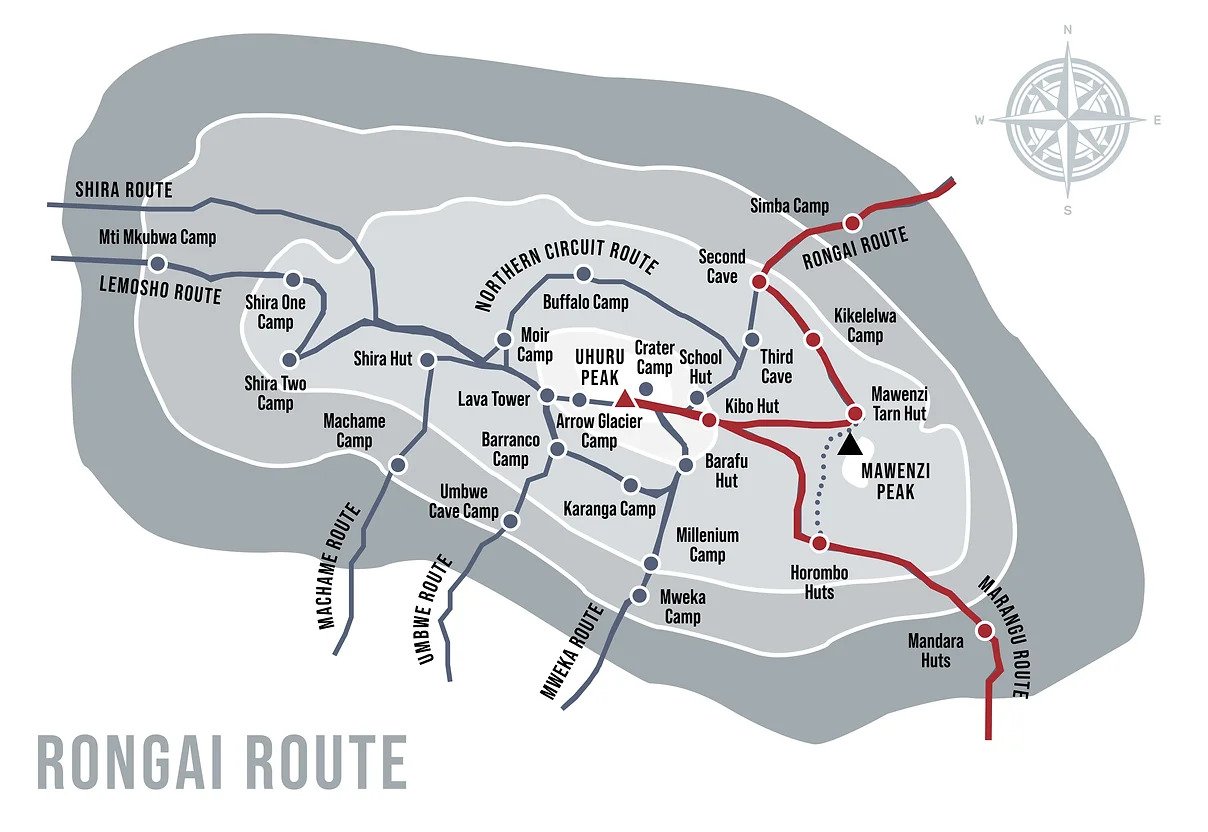 N
W
E
S
SHIRA ROUTE
Mti Mkubwa Camp
LEMOSHO ROUTE
Shira One
Camp
Shira Two
Camp
Shira Hut
Machame
Camp
MACHAME ROUTE
NORTHERN CIRCUIT ROUTE
Buffalo Camp
Moir
Camp
UHURU
PEAK
Crater
Camp
School
Hut
Lava Tower
Arrow Glacier
Camp
Barranco
Camp
Umbwe
Cave Camp
UMBWE ROUTE
Karanga Camp
Barafu
Hut
Millenium
Camp
Mweka
Camp
MWEKA ROUTE
Simba Camp
RONGAI ROUTE
Second
Cave
Third
Cave
Kikelelwa
Camp
Kibo Hut
Mawenzi
Tarn Hut
MAWENZI
PEAK
Horombo
Huts
Mandara
Huts
MARANGU ROUTE
RONGAI ROUTE